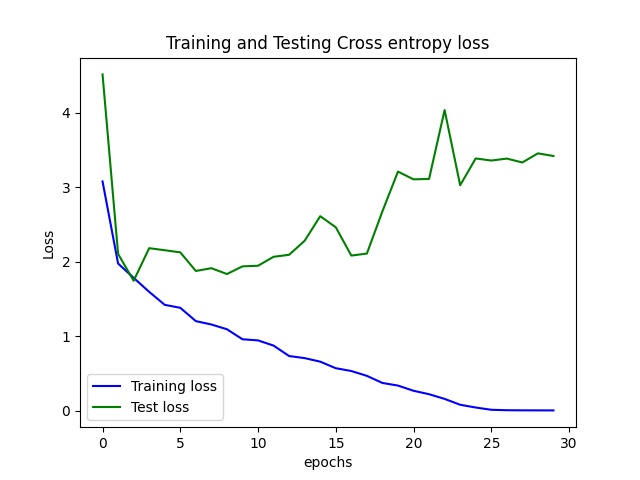 Training and Testing Cross entropy loss
Loss
4
3
2
1
0
Training loss
Test loss
0 5 10 15 20 25 30
epochs